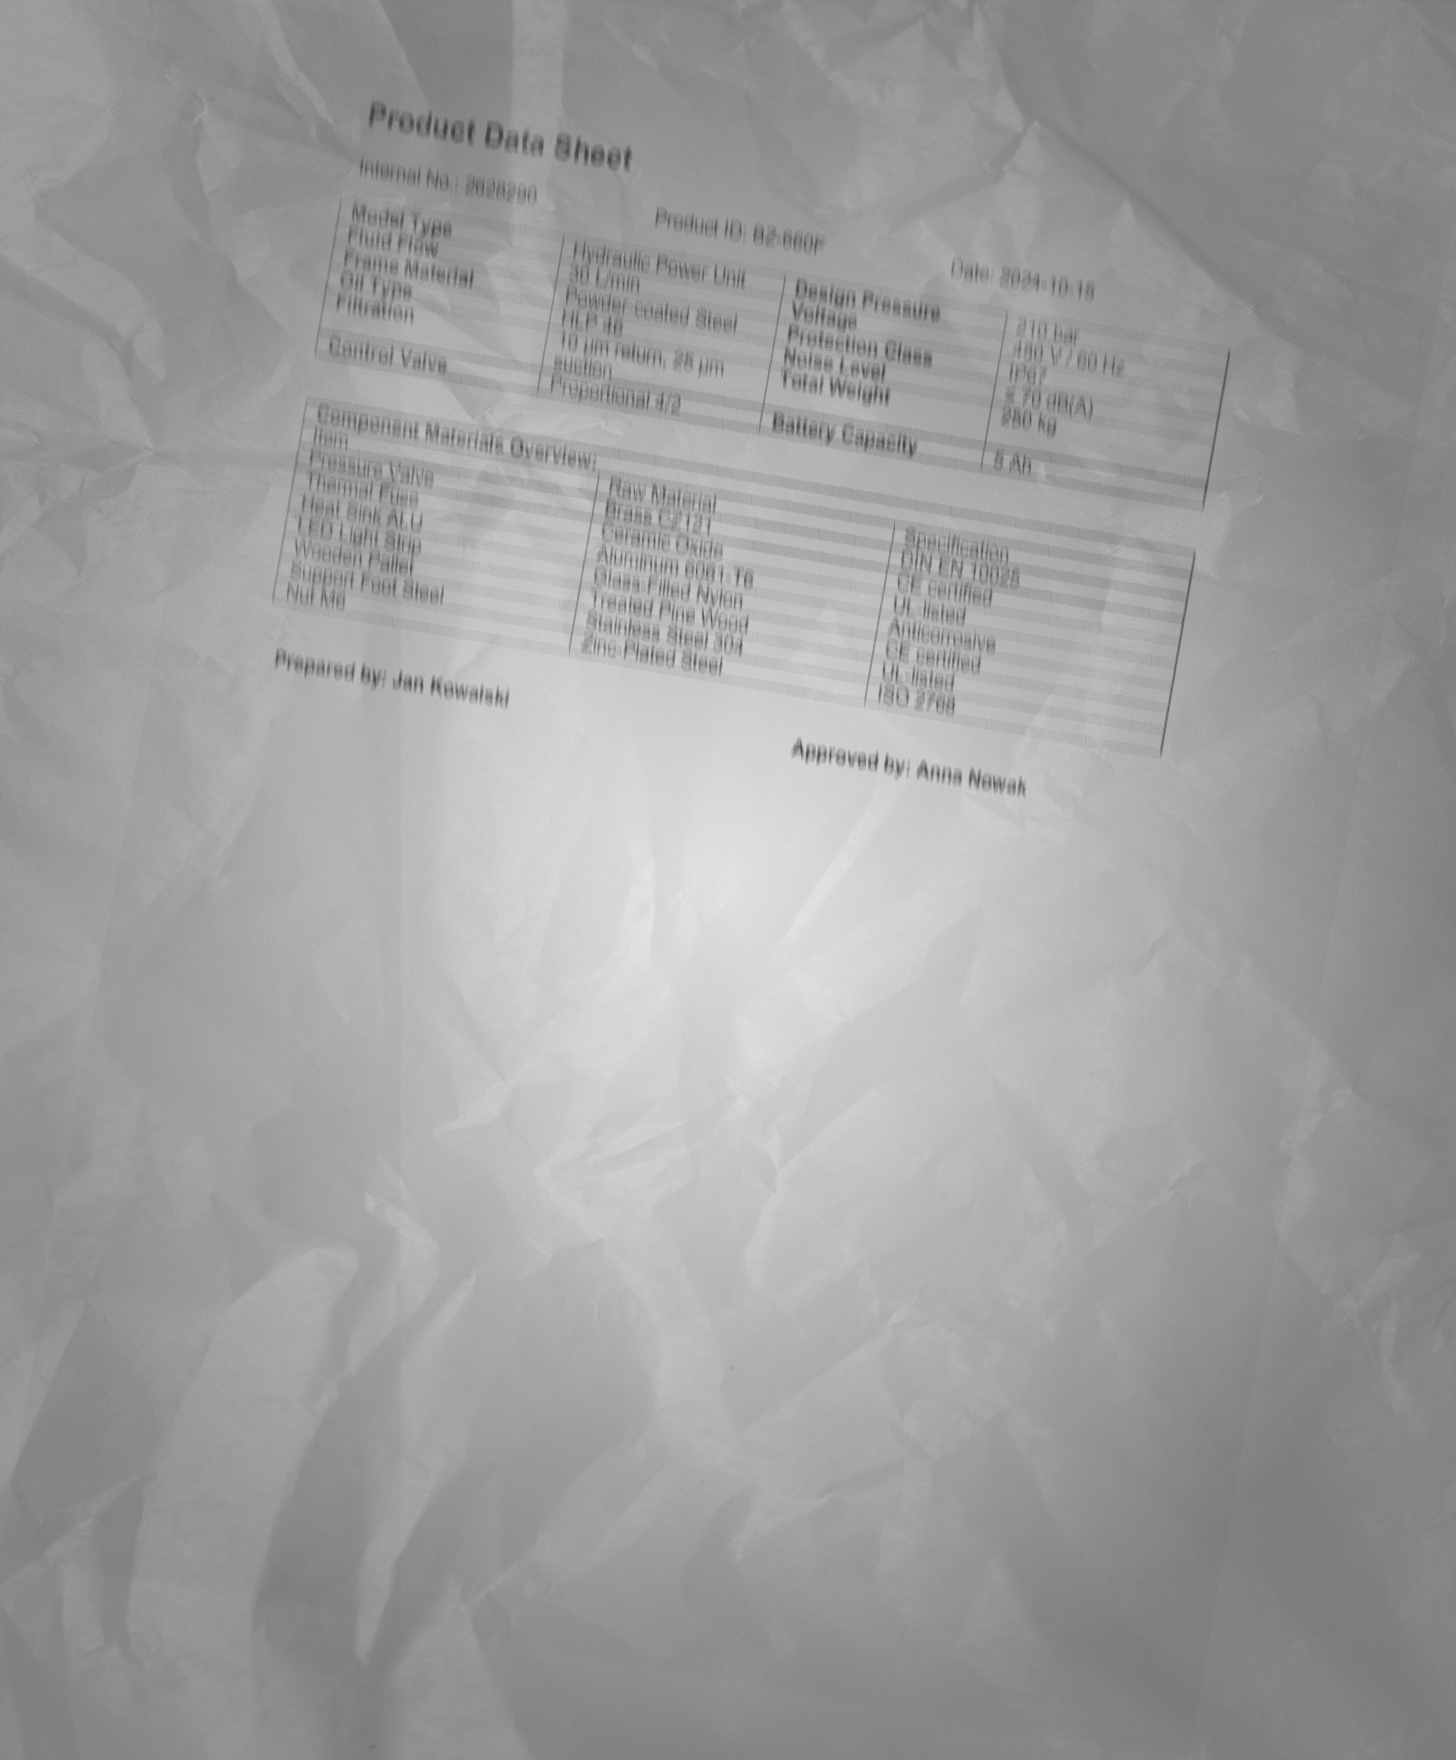 Product Data Sheet
Internal No.: 2628290 Product ID: BZ-660F Date: 2024-10-15
Model Type Hydraulic Power Unit Design Pressure 210 bar
Fluid Flow 30 L/min Voltage 480 V / 60 Hz
Frame Material Powder-coated Steel Protection Class IP67
Oil Type HLP 46 Noise Level 70 dB(A)
Filtration 10 µm return, 25 µm suction Total Weight 280 kg
Control Valve Proportional 4/2 Battery Capacity 5 Ah
Component Materials Overview:
Item Raw Material Specification
Pressure Valve Brass CZ121 DIN EN 10025
Thermal Fuse Ceramic Oxide CE certified
Heat Sink ALU Aluminum 6061-T6 UL listed
LED Light Strip Glass-Filled Nylon Anticorrosive
Wooden Pallet Treated Pine Wood CE certified
Support Foot Steel Stainless Steel 304 UL listed
Nut M6 Zinc-Plated Steel ISO 2768
Prepared by: Jan Kowalski
Approved by: Anna Nowak